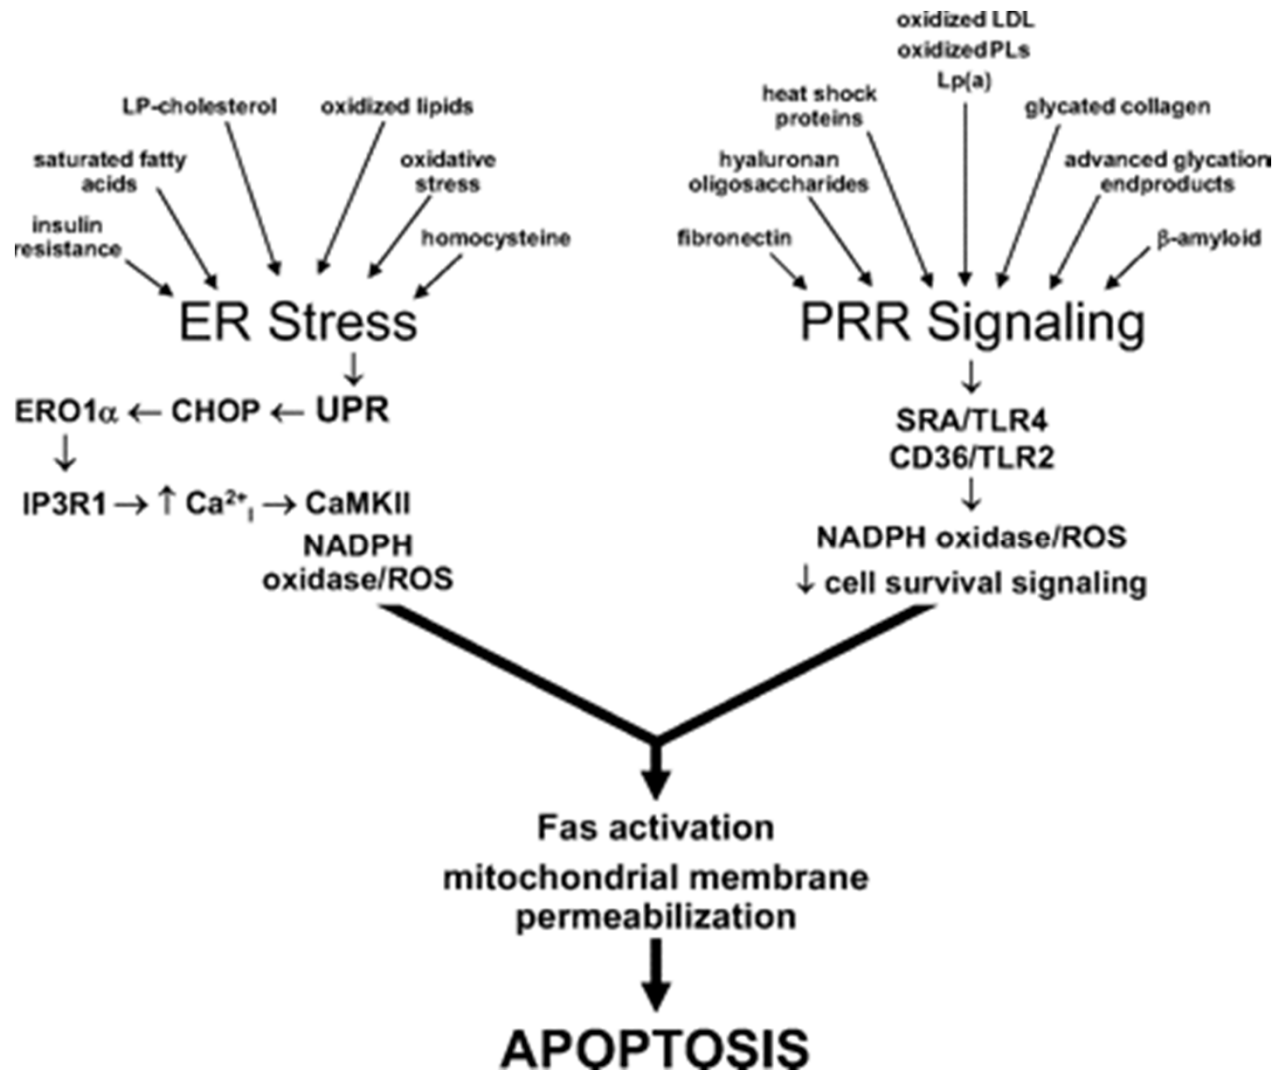 LP-cholesterol
oxidized lipids
saturated fatty
acids
oxidative
stress
insulin
resistance
homocysteine
ER Stress
↓
ERO1α ← CHOP ← UPR
↓
IP3R1 → ↑ Ca²⁺ᵢ → CaMKII
NADPH
oxidase/ROS
oxidized LDL
oxidized PLs
Lp(a)
heat shock
proteins
glycated collagen
hyaluronan
oligosaccharides
advanced glycation
endproducts
fibronectin
β-amyloid
PRR Signaling
↓
SRA/TLR4
CD36/TLR2
↓
NADPH oxidase/ROS
↓ cell survival signaling
Fas activation
mitochondrial membrane
permeabilization
APOPTOSIS